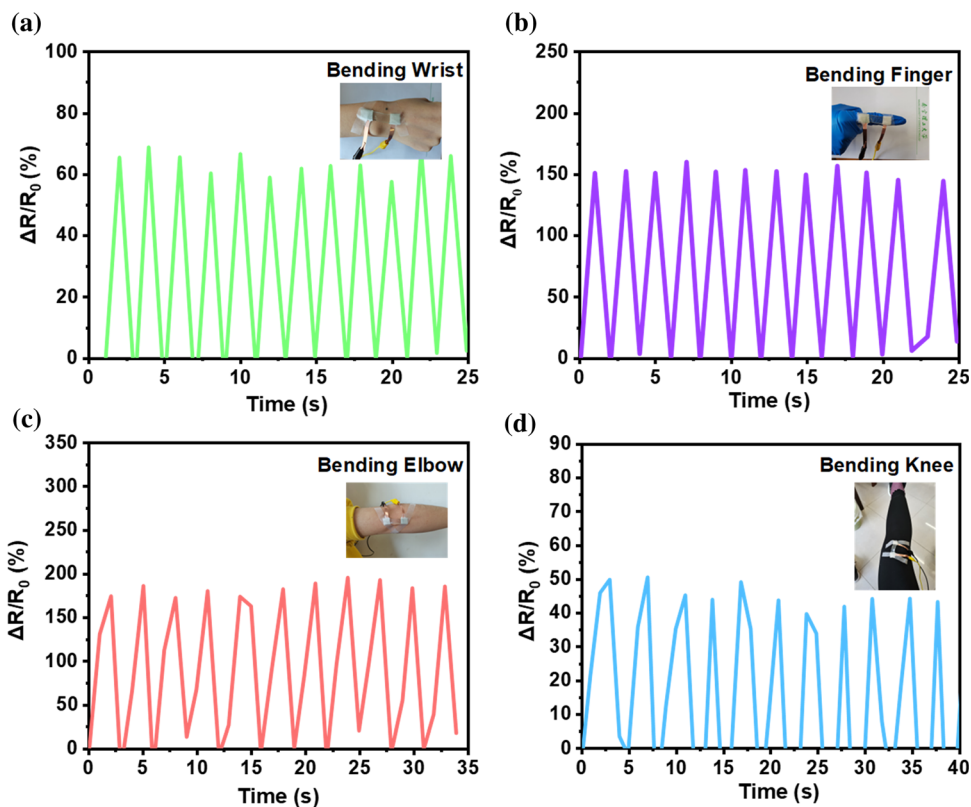 (a)
100
80
60
40
20
0
ΔR/R0 (%)
Bending Wrist
0 5 10 15 20 25
Time (s)
(b)
250
200
150
100
50
0
ΔR/R0 (%)
Bending Finger
0 5 10 15 20 25
Time (s)
(c)
350
300
250
200
150
100
50
0
ΔR/R0 (%)
Bending Elbow
0 5 10 15 20 25 30 35
Time (s)
(d)
90
80
70
60
50
40
30
20
10
0
ΔR/R0 (%)
Bending Knee
0 5 10 15 20 25 30 35 40
Time (s)